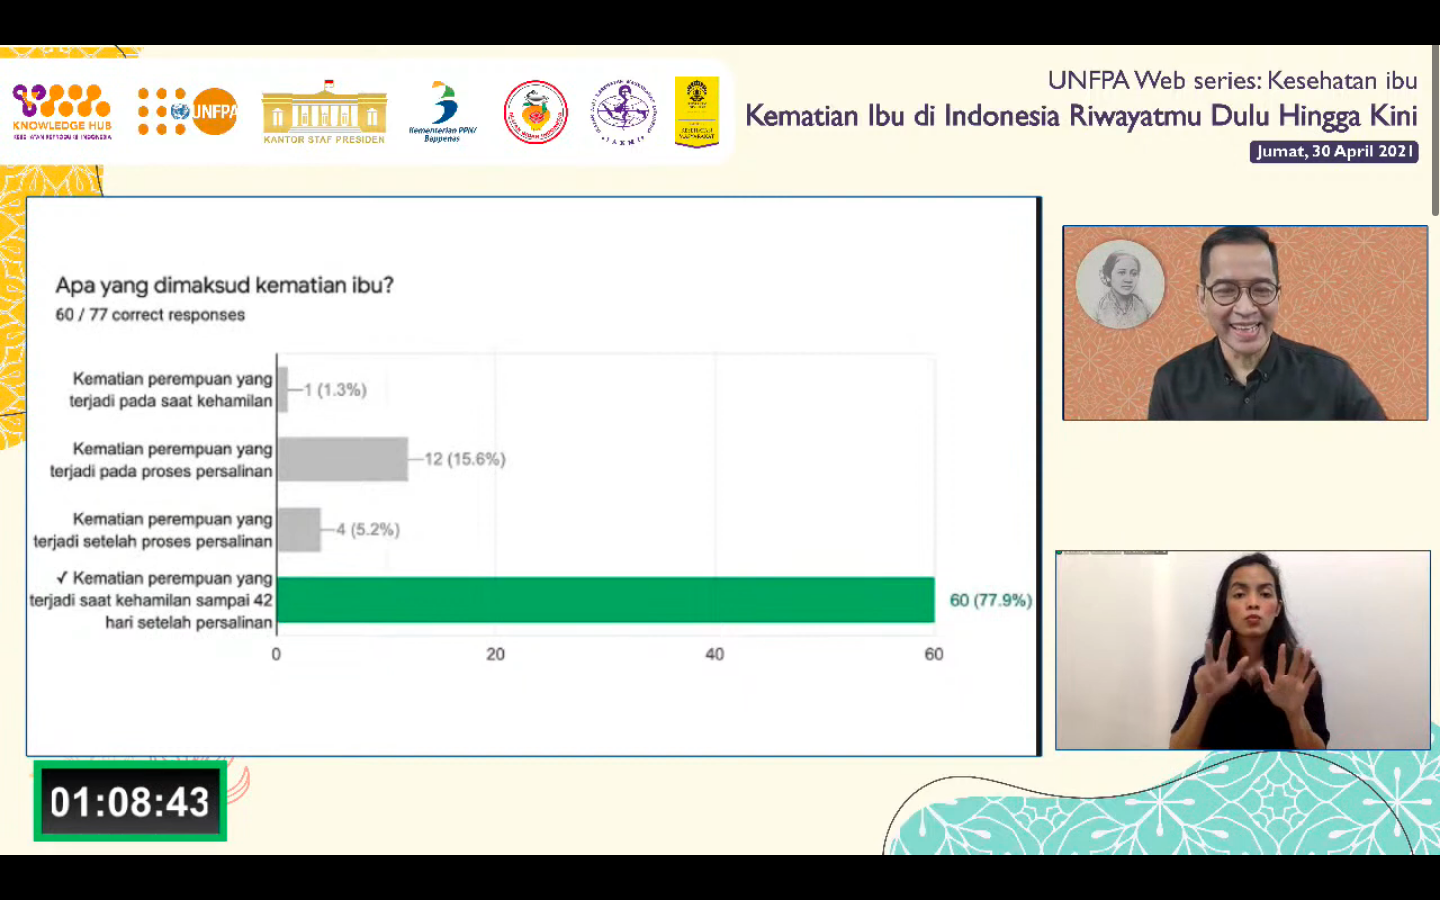 KNOWLEDGE HUB
KESEHATAN REPRODUKSI INDONESIA
UNFPA
KANTOR STAF PRESIDEN
Kementerian PPN/
Bappenas
IAKMI
UNFPA Web series: Kesehatan ibu
Kematian Ibu di Indonesia Riwayatmu Dulu Hingga Kini
Jumat, 30 April 2021
Apa yang dimaksud kematian ibu?
60 / 77 correct responses
Kematian perempuan yang
terjadi pada saat kehamilan
1 (1.3%)
Kematian perempuan yang
terjadi pada proses persalinan
12 (15.6%)
Kematian perempuan yang
terjadi setelah proses persalinan
4 (5.2%)
✓ Kematian perempuan yang
terjadi saat kehamilan sampai 42
hari setelah persalinan
60 (77.9%)
0 20 40 60
01:08:43